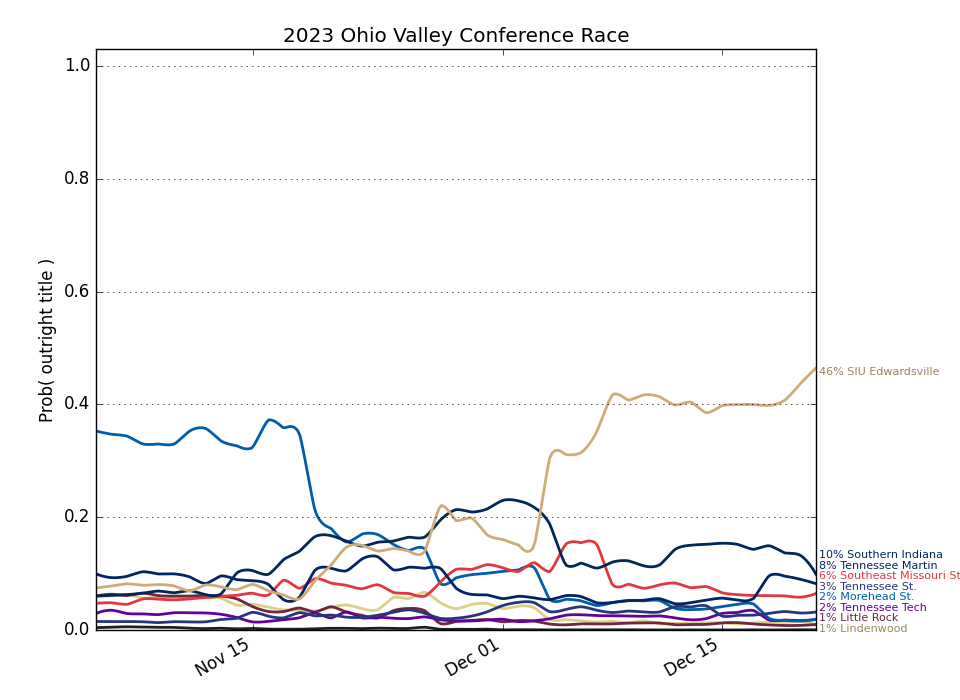 2023 Ohio Valley Conference Race
Prob( outright title )
1.0
0.8
0.6
0.4
0.2
0.0
Nov 15
Dec 01
Dec 15
46% SIU Edwardsville
10% Southern Indiana
8% Tennessee Martin
6% Southeast Missouri St
3% Tennessee St.
2% Morehead St.
2% Tennessee Tech
1% Little Rock
1% Lindenwood